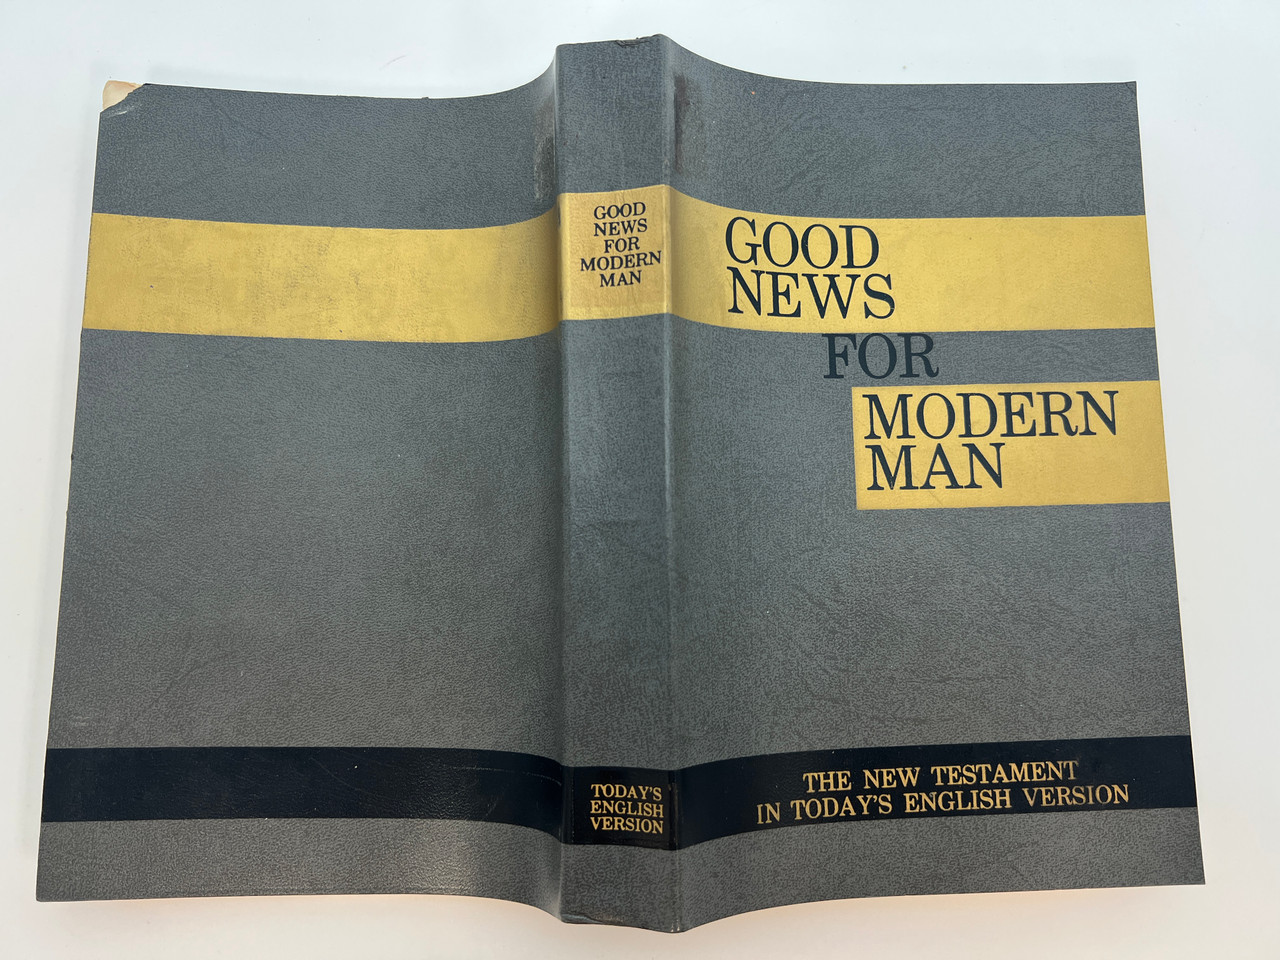 GOOD
NEWS
FOR
MODERN
MAN
TODAY'S
ENGLISH
VERSION
GOOD
NEWS
FOR
MODERN
MAN
THE NEW TESTAMENT
IN TODAY'S ENGLISH VERSION